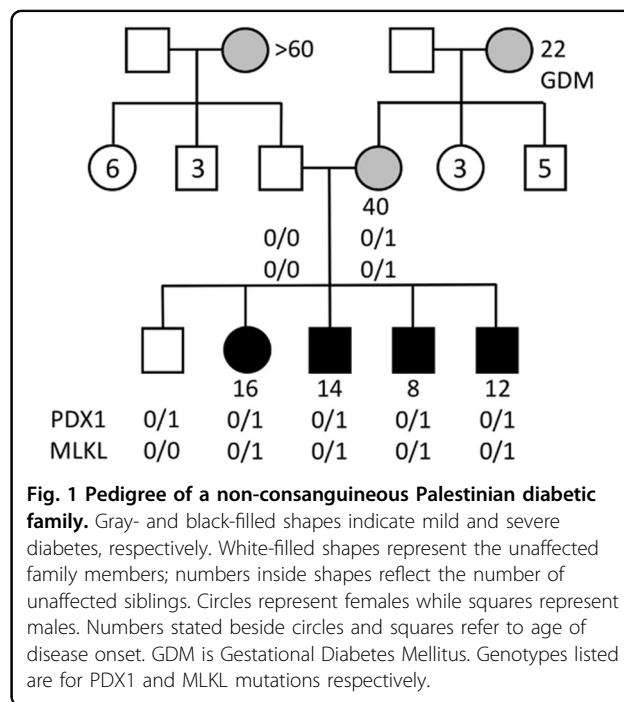 >60
22
GDM
6
3
3
5
40
0/0 0/1
0/0 0/1
16 14 8 12
PDX1 0/1 0/1 0/1 0/1 0/1
MLKL 0/0 0/1 0/1 0/1 0/1
Fig. 1 Pedigree of a non-consanguineous Palestinian diabetic
family. Gray- and black-filled shapes indicate mild and severe
diabetes, respectively. White-filled shapes represent the unaffected
family members; numbers inside shapes reflect the number of
unaffected siblings. Circles represent females while squares represent
males. Numbers stated beside circles and squares refer to age of
disease onset. GDM is Gestational Diabetes Mellitus. Genotypes listed
are for PDX1 and MLKL mutations respectively.